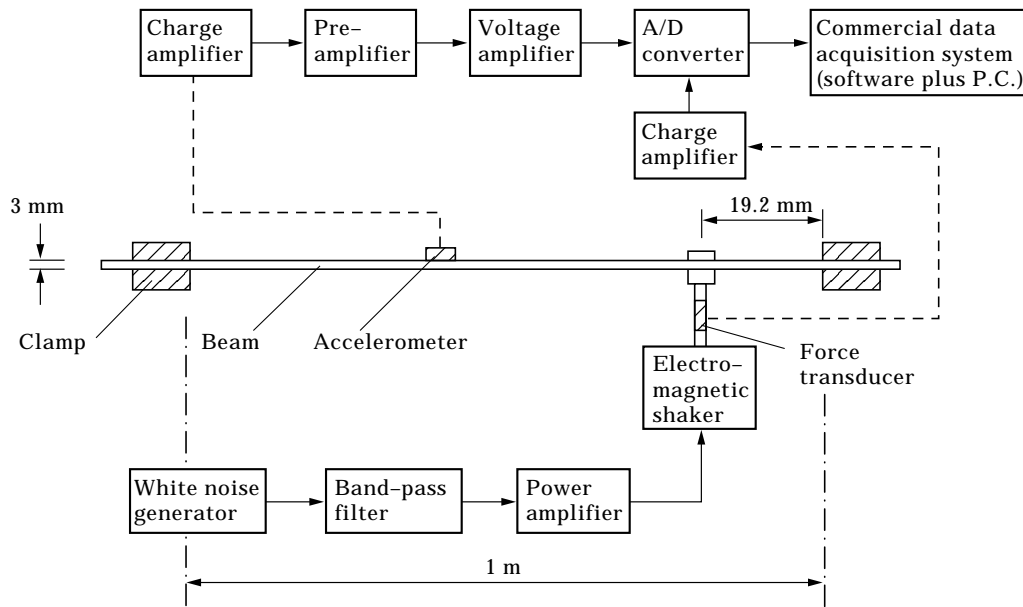 Charge
amplifier
Pre–
amplifier
Voltage
amplifier
A/D
converter
Commercial data
acquisition system
(software plus P.C.)
Charge
amplifier
3 mm
19.2 mm
Clamp
Beam
Accelerometer
Force
transducer
Electro–
magnetic
shaker
White noise
generator
Band–pass
filter
Power
amplifier
1 m